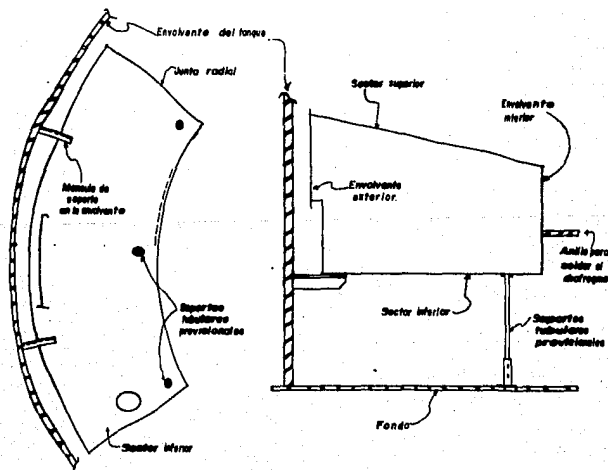 Envolvente del tanque
Junta radial
Mensula de
soporte
en la envolvente
Soportes
tubulares
provisionales
Sector inferior
Sector superior
Envolvente
interior
Envolvente
exterior.
Anillo para
soldar el
diafragma
Sector inferior
Soportes
tubulares
provisionales
Fondo